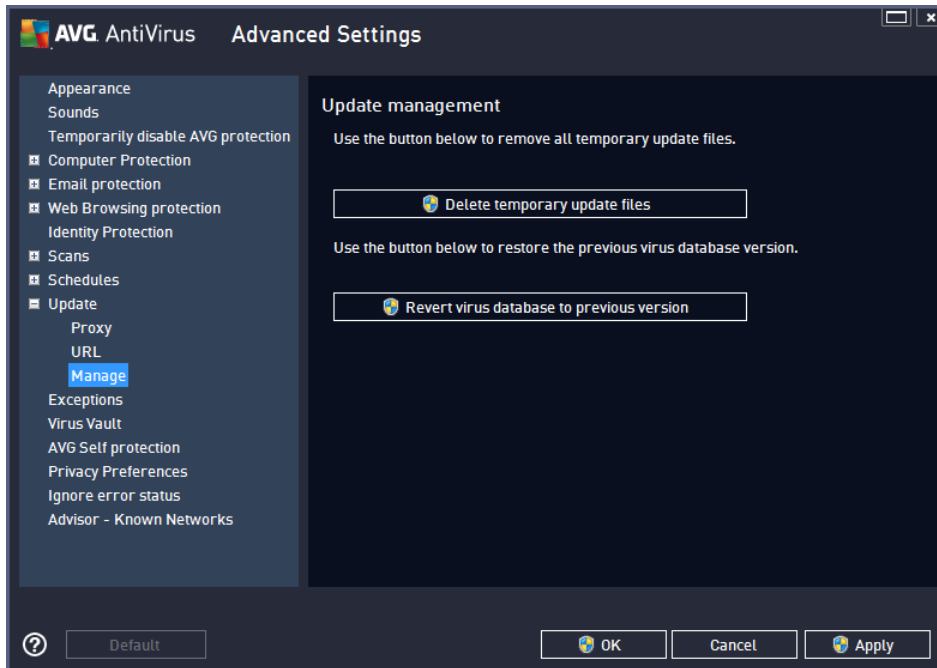 AVG. AntiVirus Advanced Settings
Appearance
Sounds
Temporarily disable AVG protection
Computer Protection
Email protection
Web Browsing protection
Identity Protection
Scans
Schedules
Update
Proxy
URL
Manage
Exceptions
Virus Vault
AVG Self protection
Privacy Preferences
Ignore error status
Advisor - Known Networks
Update management
Use the button below to remove all temporary update files.
Delete temporary update files
Use the button below to restore the previous virus database version.
Revert virus database to previous version
? Default OK Cancel Apply